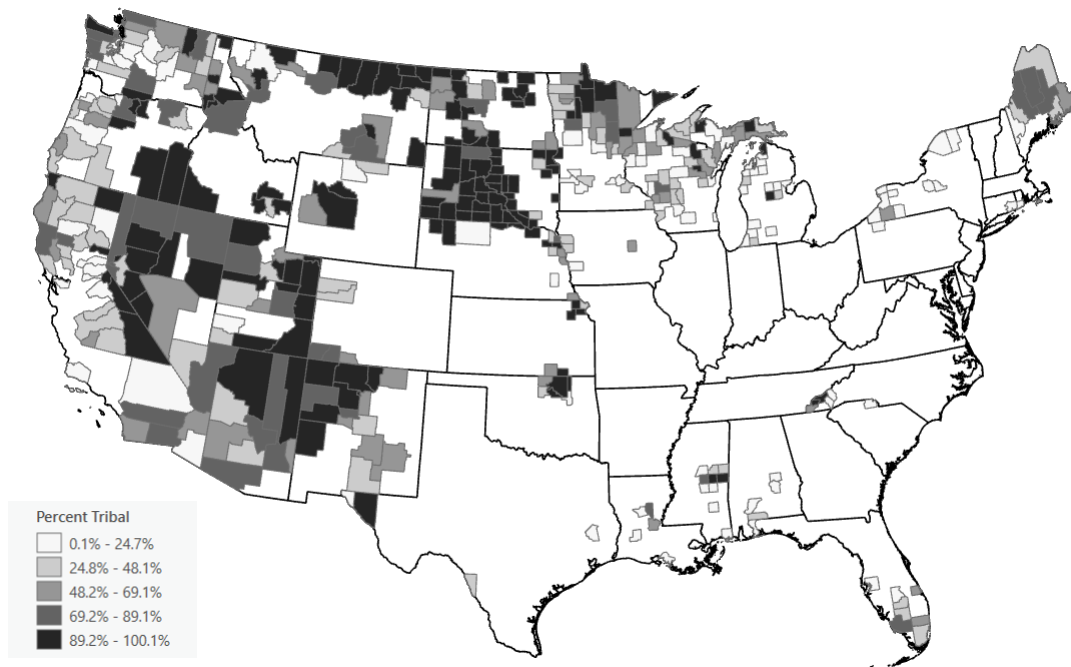 Percent Tribal
0.1% - 24.7%
24.8% - 48.1%
48.2% - 69.1%
69.2% - 89.1%
89.2% - 100.1%